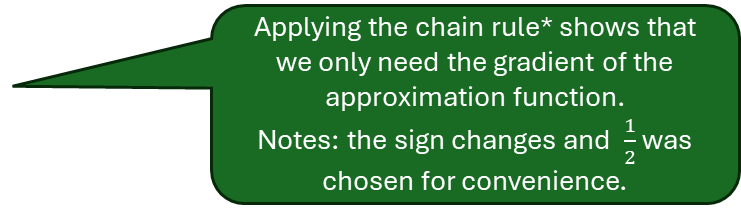 Applying the chain rule* shows that
we only need the gradient of the
approximation function.
Notes: the sign changes and 1/2 was
chosen for convenience.